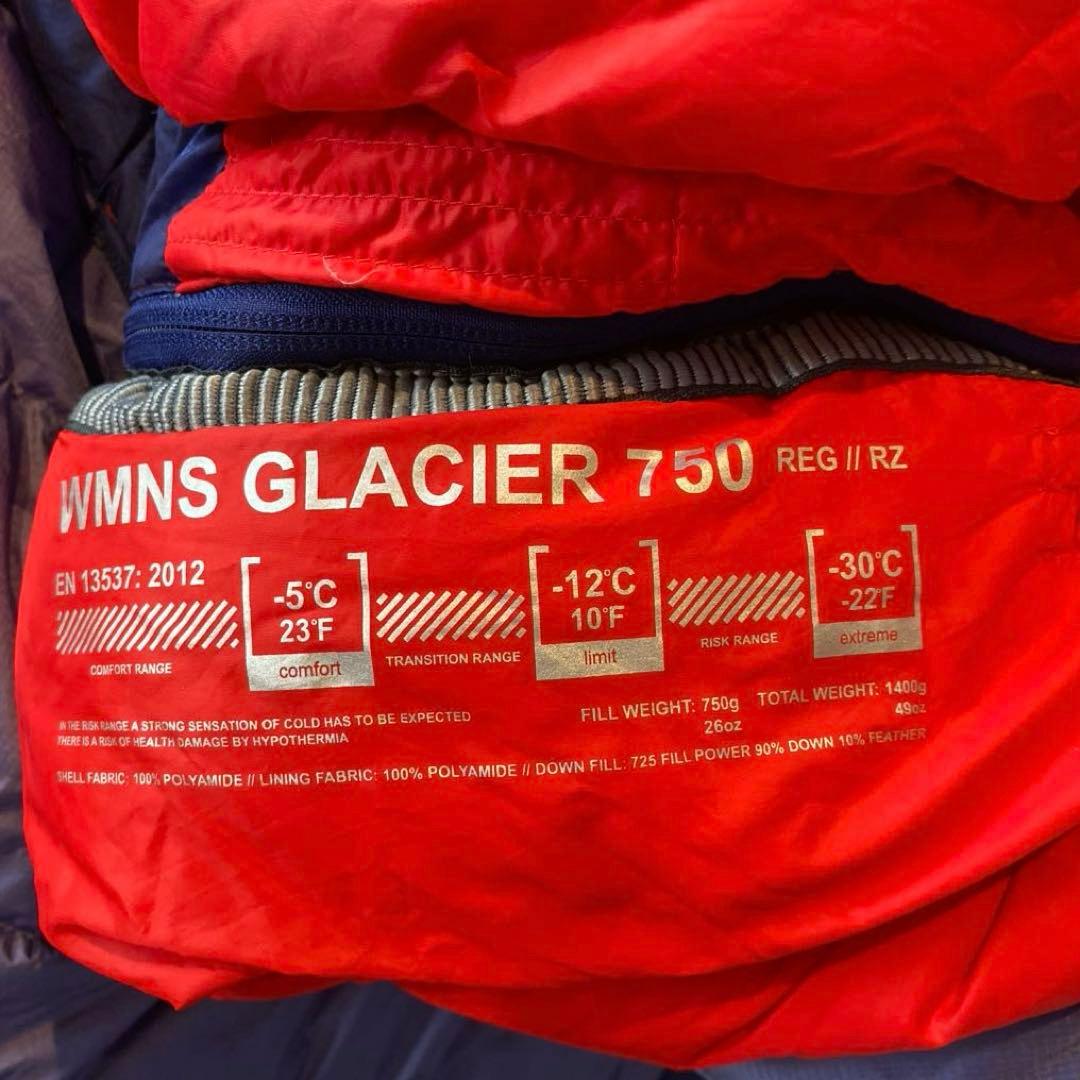 WMNS GLACIER 750 REG // RZ
EN 13537: 2012
-5°C
23°F
comfort
-12°C
10°F
limit
-30°C
-22°F
extreme
COMFORT RANGE
TRANSITION RANGE
RISK RANGE
IN THE RISK RANGE A STRONG SENSATION OF COLD HAS TO BE EXPECTED
THERE IS A RISK OF HEALTH DAMAGE BY HYPOTHERMIA
FILL WEIGHT: 750g
26oz
TOTAL WEIGHT: 1400g
49oz
SHELL FABRIC: 100% POLYAMIDE // LINING FABRIC: 100% POLYAMIDE // DOWN FILL: 725 FILL POWER 90% DOWN 10% FEATHER